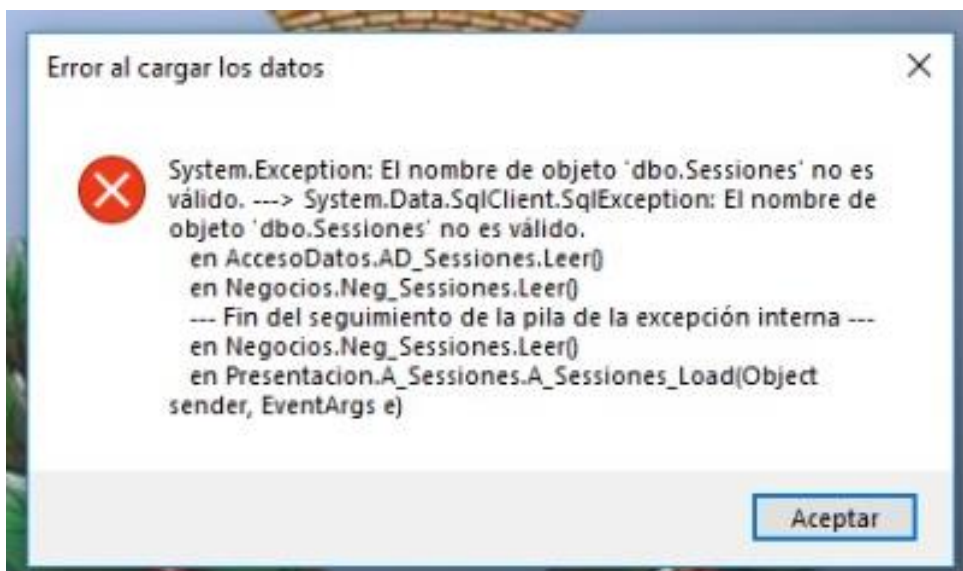 Error al cargar los datos
System.Exception: El nombre de objeto 'dbo.Sessiones' no es
válido. ---> System.Data.SqlClient.SqlException: El nombre de
objeto 'dbo.Sessiones' no es válido.
en AccesoDatos.AD_Sessiones.Leer()
en Negocios.Neg_Sessiones.Leer()
--- Fin del seguimiento de la pila de la excepción interna ---
en Negocios.Neg_Sessiones.Leer()
en Presentacion.A_Sessiones.A_Sessiones_Load(Object
sender, EventArgs e)
Aceptar